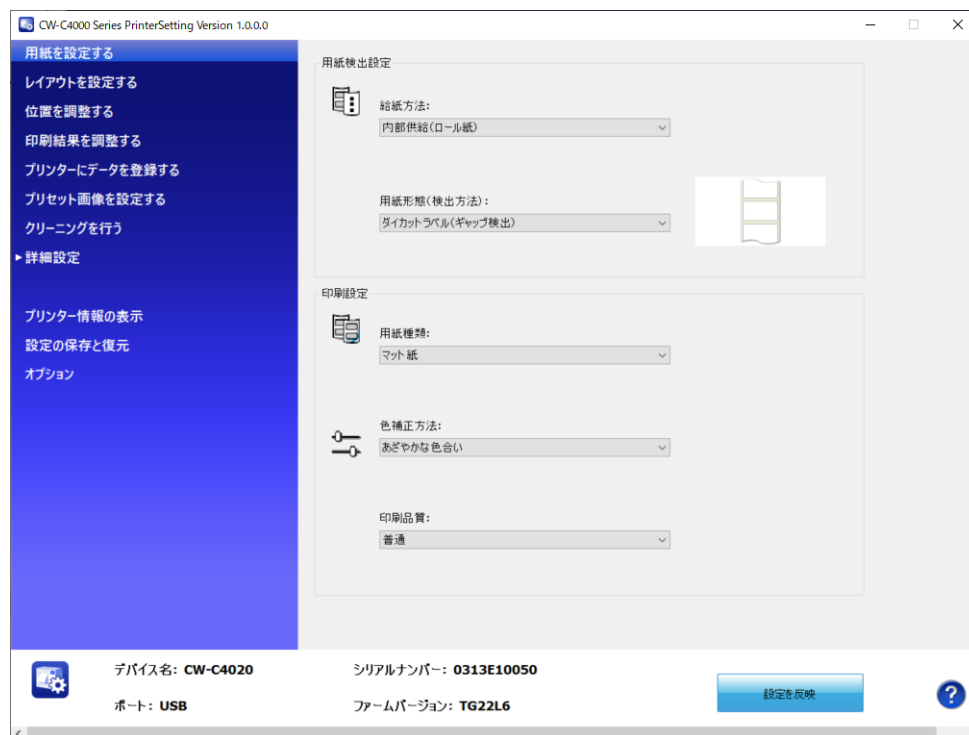 CW-C4000 Series PrinterSetting Version 1.0.0.0
用紙を設定する
レイアウトを設定する
位置を調整する
印刷結果を調整する
プリンターにデータを登録する
プリセット画像を設定する
クリーニングを行う
詳細設定
プリンター情報の表示
設定の保存と復元
オプション
用紙検出設定
給紙方法:
内部供給(ロール紙)
用紙形態(検出方法):
ダイカットラベル(ギャップ検出)
印刷設定
用紙種類:
マット紙
色補正方法:
あざやかな色合い
印刷品質:
普通
デバイス名: CW-C4020
シリアルナンバー: 0313E10050
ポート: USB
ファームバージョン: TG22L6
設定を反映
?